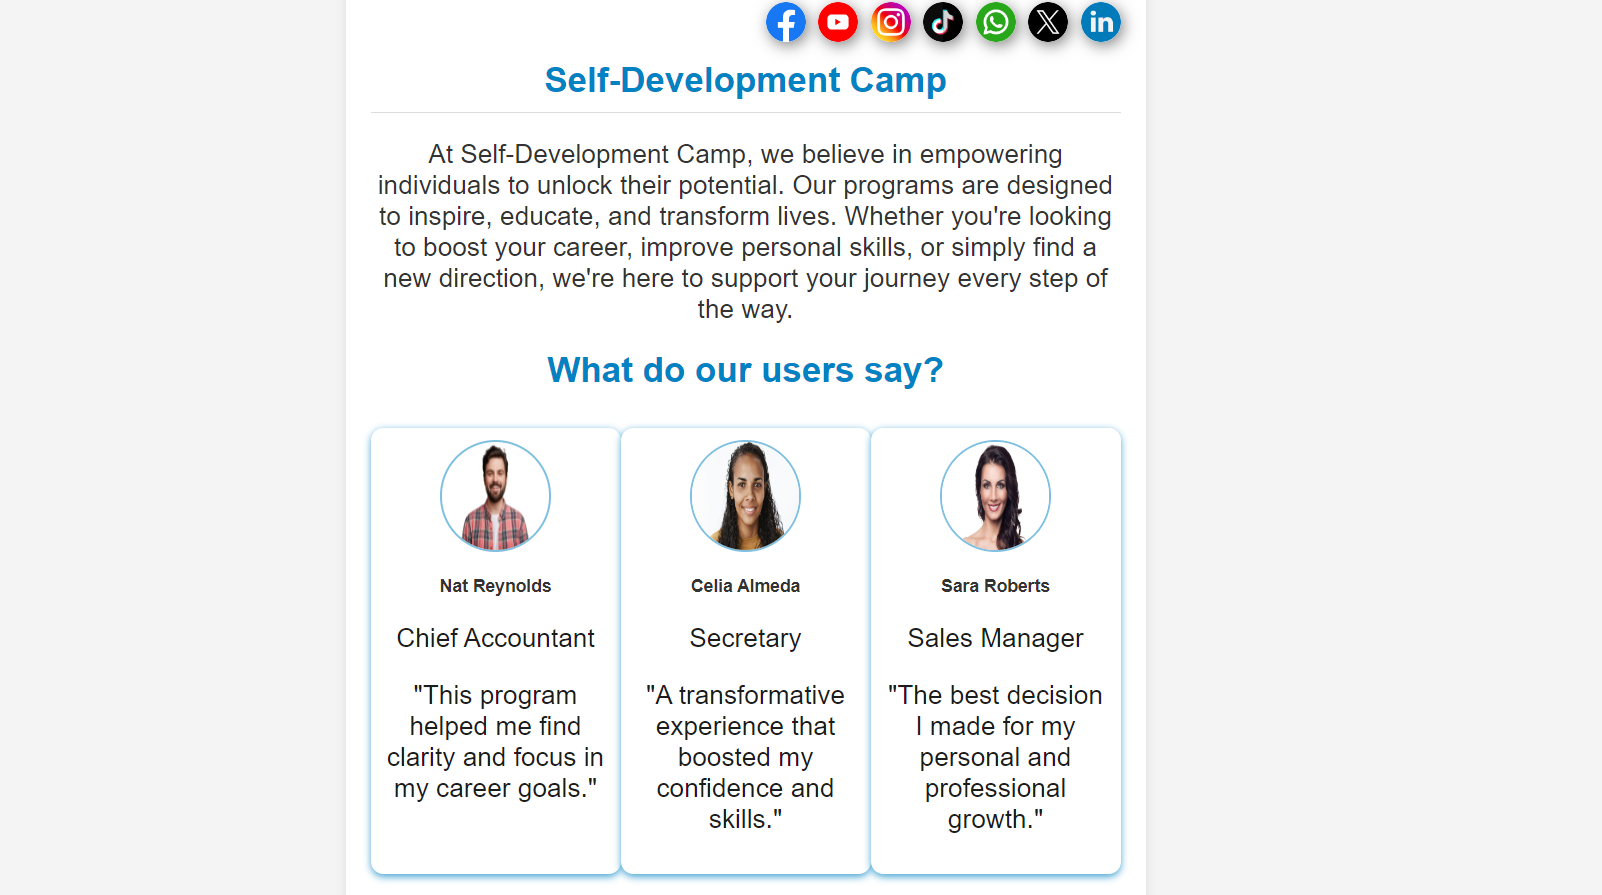 Self-Development Camp
At Self-Development Camp, we believe in empowering
individuals to unlock their potential. Our programs are designed
to inspire, educate, and transform lives. Whether you're looking
to boost your career, improve personal skills, or simply find a
new direction, we're here to support your journey every step of
the way.
What do our users say?
Nat Reynolds
Chief Accountant
"This program
helped me find
clarity and focus in
my career goals."
Celia Almeda
Secretary
"A transformative
experience that
boosted my
confidence and
skills."
Sara Roberts
Sales Manager
"The best decision
I made for my
personal and
professional
growth."